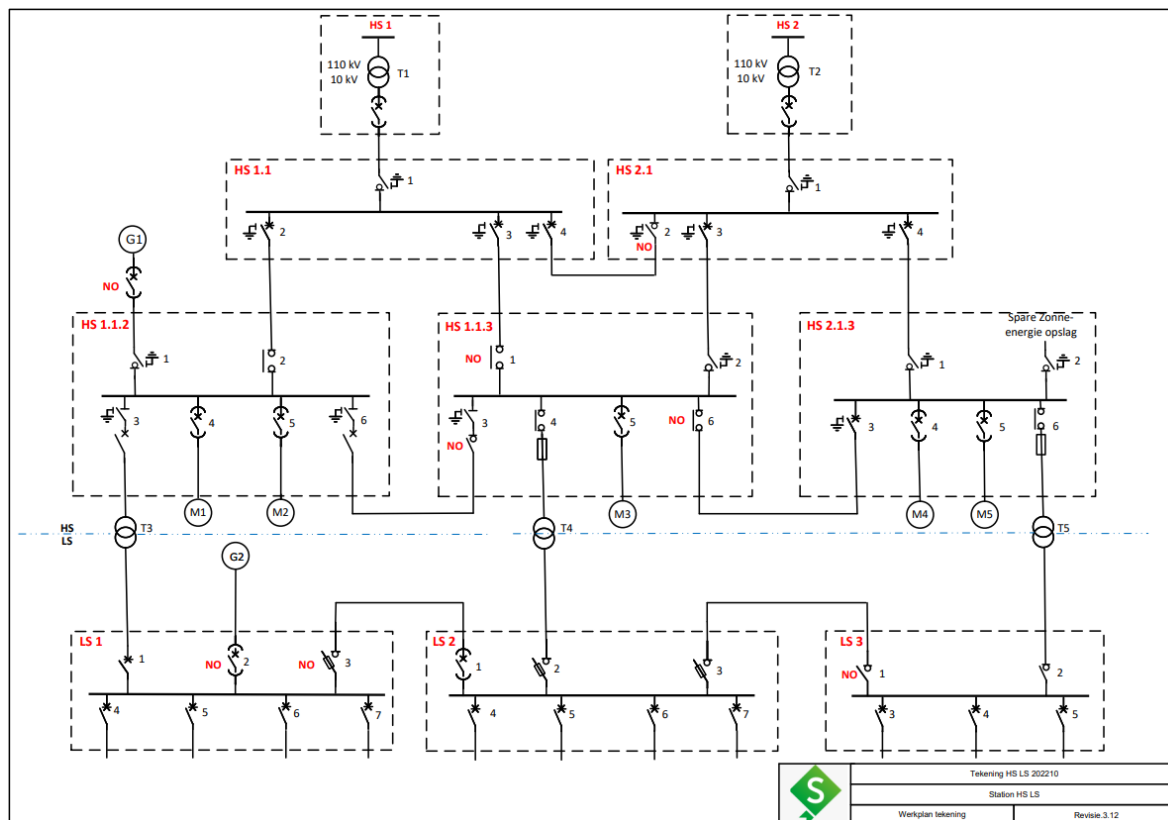 HS 1
110 kV
10 kV
T1
HS 2
110 kV
10 kV
T2
HS 1.1
1
2
3
4
HS 2.1
1
2
NO
3
4
G1
NO
HS 1.1.2
1
2
3
4
5
6
M1
M2
HS 1.1.3
NO
1
2
3
NO
4
5
NO
6
M3
HS 2.1.3
Spare Zonne-
energie opslag
1
2
3
4
5
6
M4
M5
HS
LS
T3
T4
T5
G2
LS 1
1
NO
2
NO
3
4
5
6
7
LS 2
1
2
3
4
5
6
7
LS 3
NO
1
2
3
4
5
S
Tekening HS LS 202210
Station HS LS
Werkplan tekening
Revisie.3.12